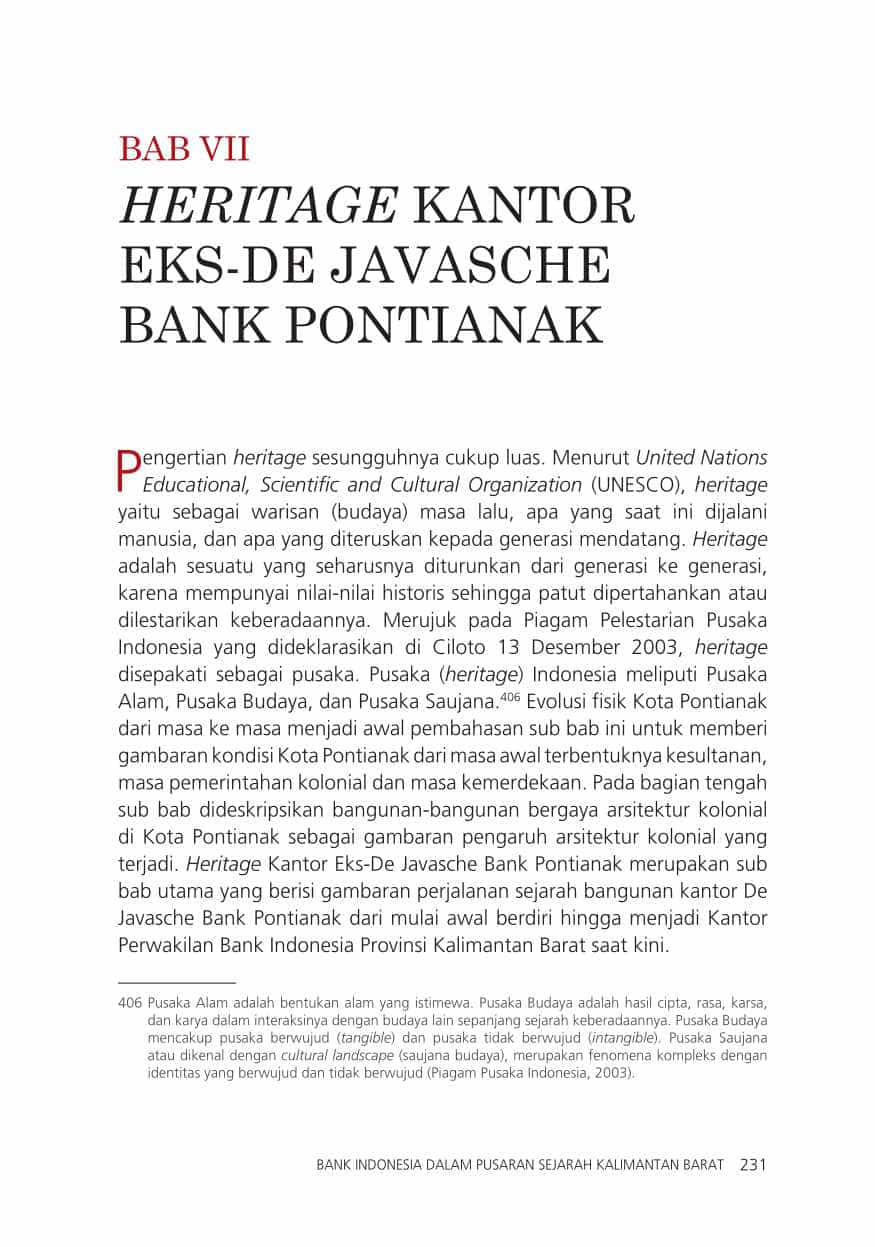 BAB VII
HERITAGE KANTOR
EKS-DE JAVASCHE
BANK PONTIANAK
Pengertian heritage sesungguhnya cukup luas. Menurut United Nations
Educational, Scientific and Cultural Organization (UNESCO), heritage
yaitu sebagai warisan (budaya) masa lalu, apa yang saat ini dijalani
manusia, dan apa yang diteruskan kepada generasi mendatang. Heritage
adalah sesuatu yang seharusnya diturunkan dari generasi ke generasi,
karena mempunyai nilai-nilai historis sehingga patut dipertahankan atau
dilestarikan keberadaannya. Merujuk pada Piagam Pelestarian Pusaka
Indonesia yang dideklarasikan di Ciloto 13 Desember 2003, heritage
disepakati sebagai pusaka. Pusaka (heritage) Indonesia meliputi Pusaka
Alam, Pusaka Budaya, dan Pusaka Saujana.406 Evolusi fisik Kota Pontianak
dari masa ke masa menjadi awal pembahasan sub bab ini untuk memberi
gambaran kondisi Kota Pontianak dari masa awal terbentuknya kesultanan,
masa pemerintahan kolonial dan masa kemerdekaan. Pada bagian tengah
sub bab dideskripsikan bangunan-bangunan bergaya arsitektur kolonial
di Kota Pontianak sebagai gambaran pengaruh arsitektur kolonial yang
terjadi. Heritage Kantor Eks-De Javasche Bank Pontianak merupakan sub
bab utama yang berisi gambaran perjalanan sejarah bangunan kantor De
Javasche Bank Pontianak dari mulai awal berdiri hingga menjadi Kantor
Perwakilan Bank Indonesia Provinsi Kalimantan Barat saat kini.
406 Pusaka Alam adalah bentukan alam yang istimewa. Pusaka Budaya adalah hasil cipta, rasa, karsa,
dan karya dalam interaksinya dengan budaya lain sepanjang sejarah keberadaannya. Pusaka Budaya
mencakup pusaka berwujud (tangible) dan pusaka tidak berwujud (intangible). Pusaka Saujana
atau dikenal dengan cultural landscape (saujana budaya), merupakan fenomena kompleks dengan
identitas yang berwujud dan tidak berwujud (Piagam Pusaka Indonesia, 2003).
BANK INDONESIA DALAM PUSARAN SEJARAH KALIMANTAN BARAT 231